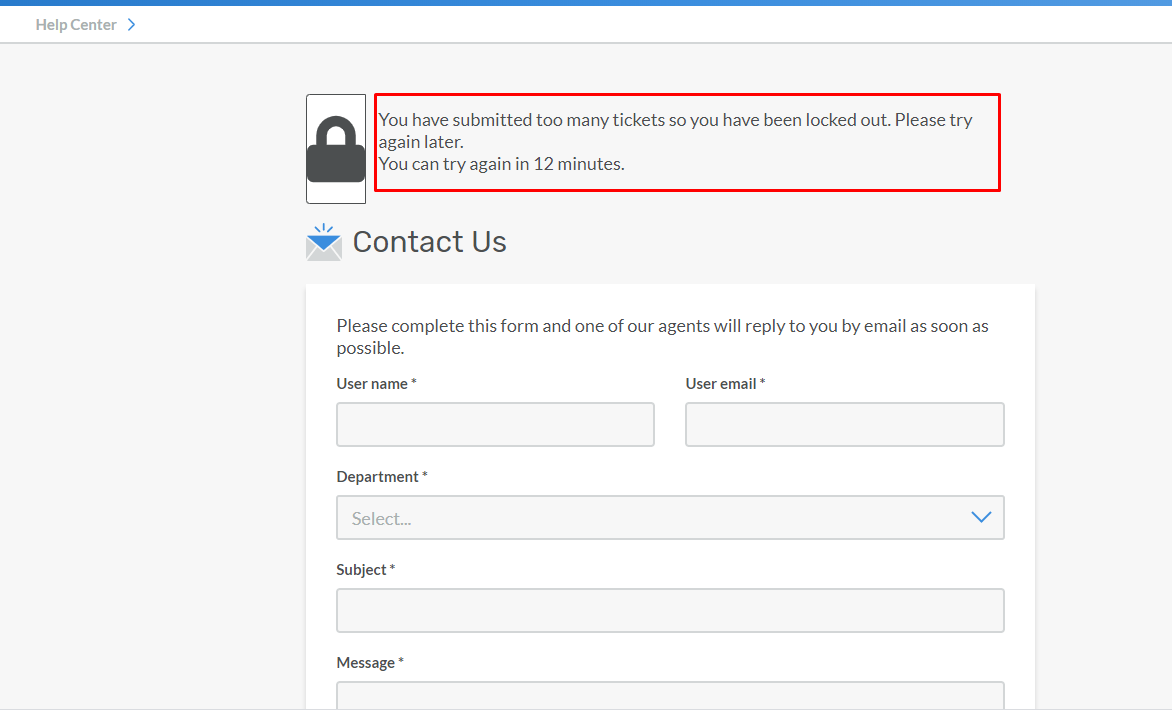 Help Center
You have submitted too many tickets so you have been locked out. Please try
again later.
You can try again in 12 minutes.
Contact Us
Please complete this form and one of our agents will reply to you by email as soon as
possible.
User name *
User email *
Department *
Select...
Subject *
Message *